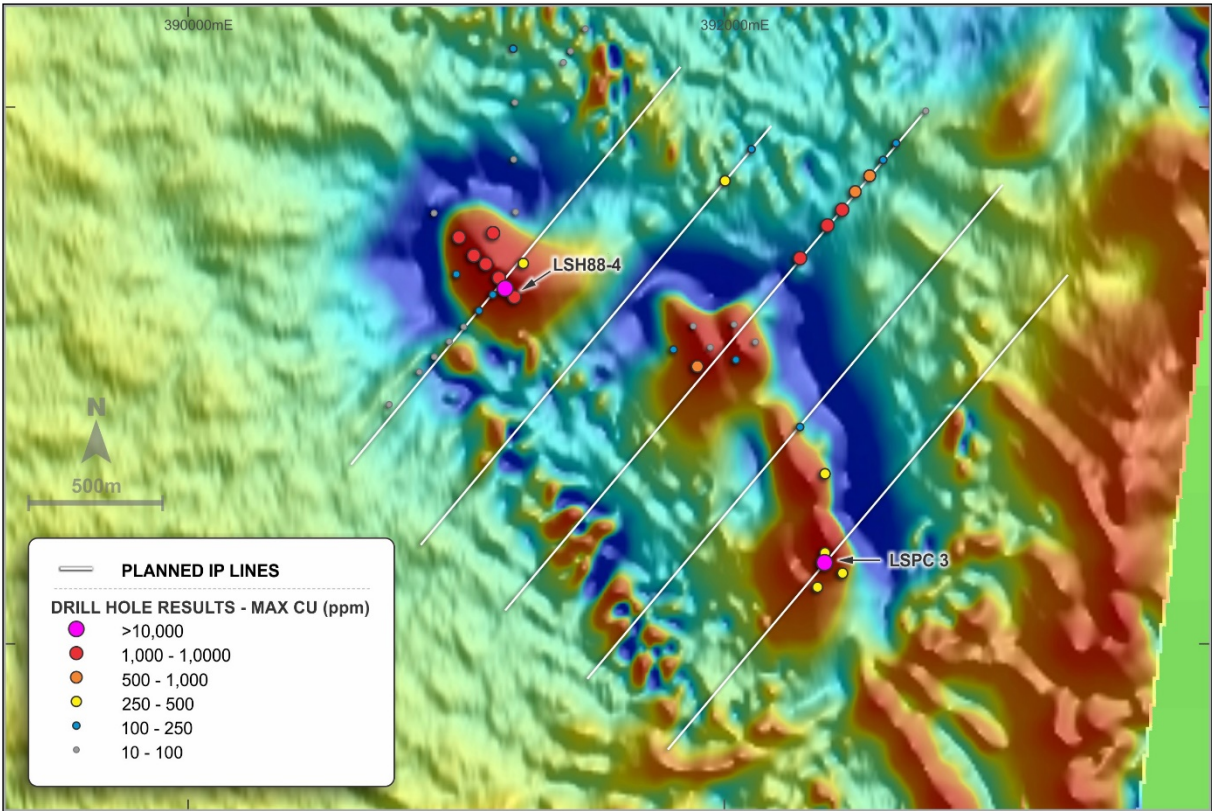 390000mE
392000mE
LSH88-4
N
500m
LSPC 3
PLANNED IP LINES
DRILL HOLE RESULTS - MAX CU (ppm)
>10,000
1,000 - 1,0000
500 - 1,000
250 - 500
100 - 250
10 - 100